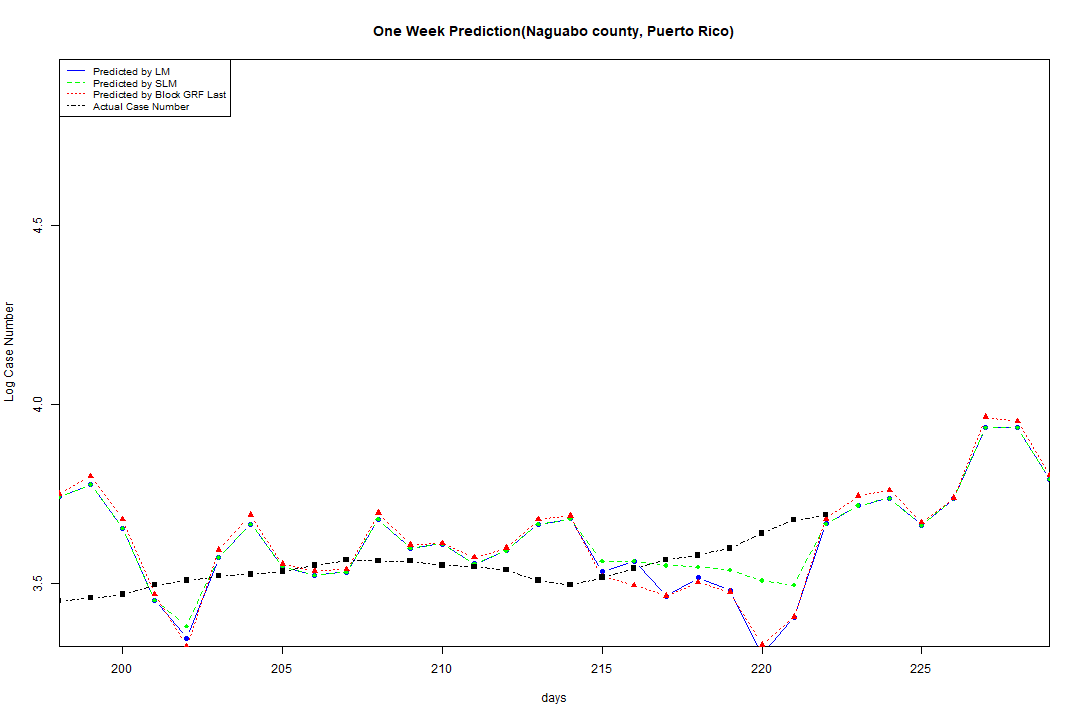 One Week Prediction(Naguabo county, Puerto Rico)
Predicted by LM
Predicted by SLM
Predicted by Block GRF Last
Actual Case Number
Log Case Number
4.5
4.0
3.5
200 205 210 215 220 225
days